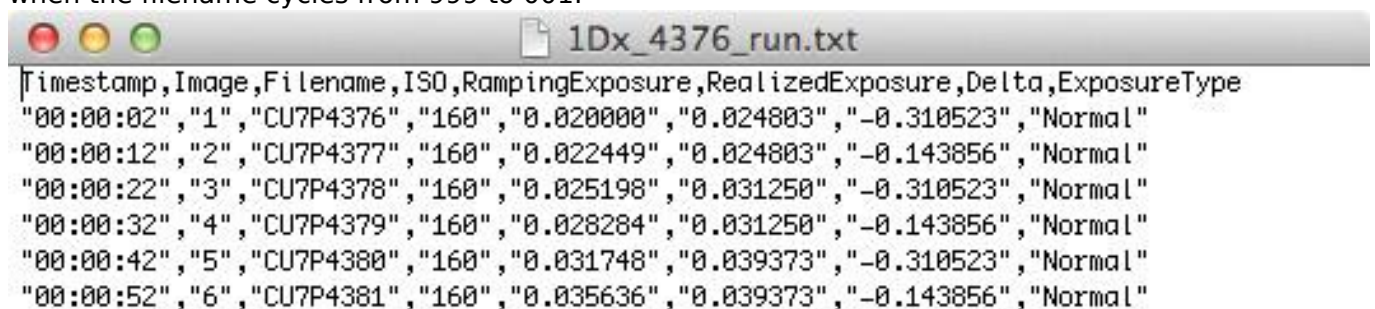 when the filename cycles from 999 to 001.
1Dx_4376_run.txt
Timestamp,Image,Filename,ISO,RampingExposure,RealizedExposure,Delta,ExposureType
"00:00:02","1","CU7P4376","160","0.020000","0.024803","-0.310523","Normal"
"00:00:12","2","CU7P4377","160","0.022449","0.024803","-0.143856","Normal"
"00:00:22","3","CU7P4378","160","0.025198","0.031250","-0.310523","Normal"
"00:00:32","4","CU7P4379","160","0.028284","0.031250","-0.143856","Normal"
"00:00:42","5","CU7P4380","160","0.031748","0.039373","-0.310523","Normal"
"00:00:52","6","CU7P4381","160","0.035636","0.039373","-0.143856","Normal"